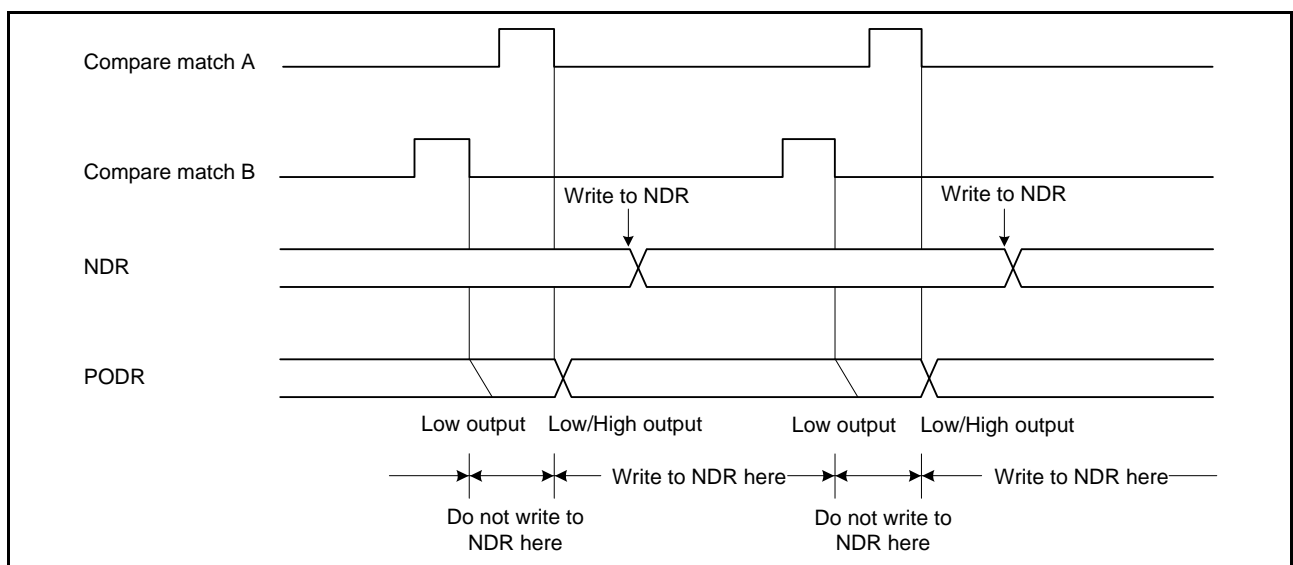 Compare match A
Compare match B
Write to NDR
Write to NDR
NDR
PODR
Low output
Low/High output
Low output
Low/High output
Write to NDR here
Write to NDR here
Do not write to
NDR here
Do not write to
NDR here